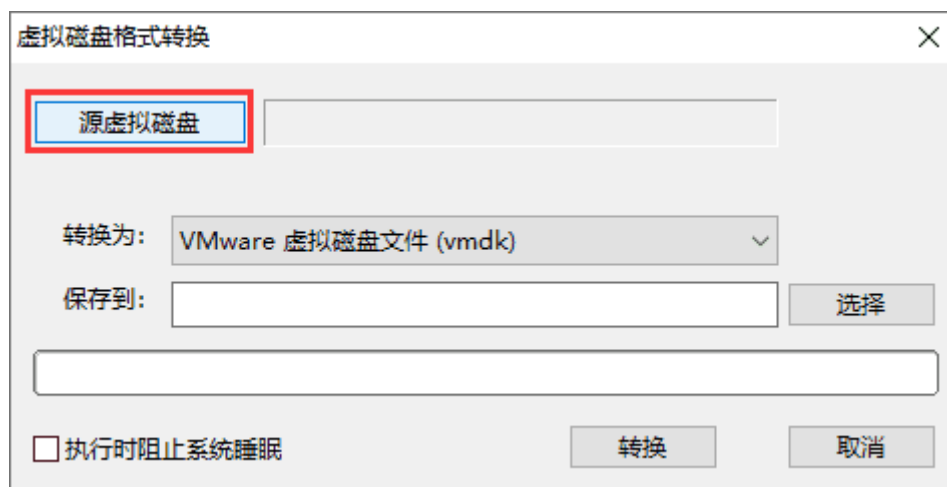 虚拟磁盘格式转换
源虚拟磁盘
转换为：
VMware 虚拟磁盘文件 (vmdk)
保存到：
选择
执行时阻止系统睡眠
转换
取消